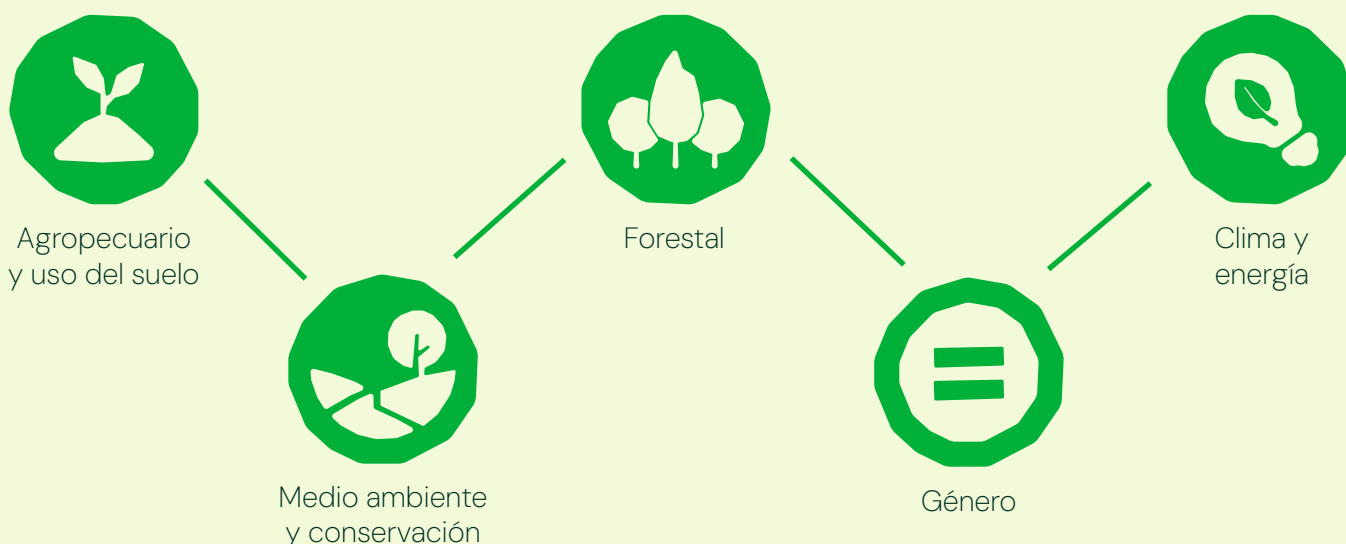 Agropecuario
y uso del suelo
Medio ambiente
y conservación
Forestal
Género
Clima y
energía